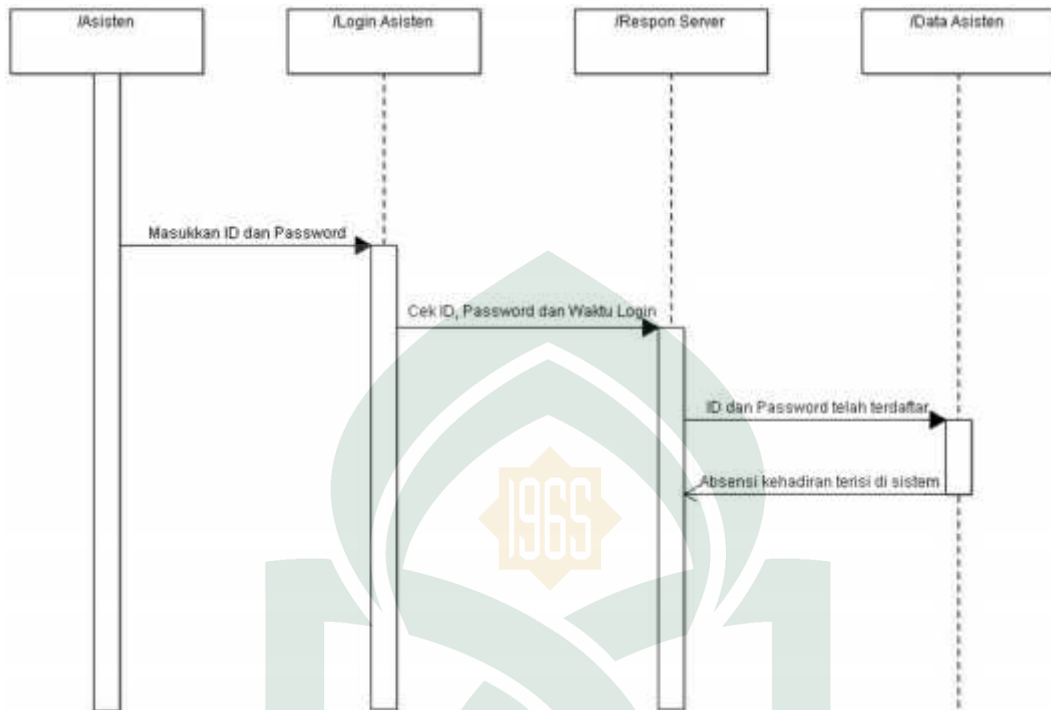 /Asisten
/Login Asisten
/Respon Server
/Data Asisten
Masukkan ID dan Password
Cek ID, Password dan Waktu Login
ID dan Password telah terdaftar
Absensi kehadiran terisi di sistem
1965